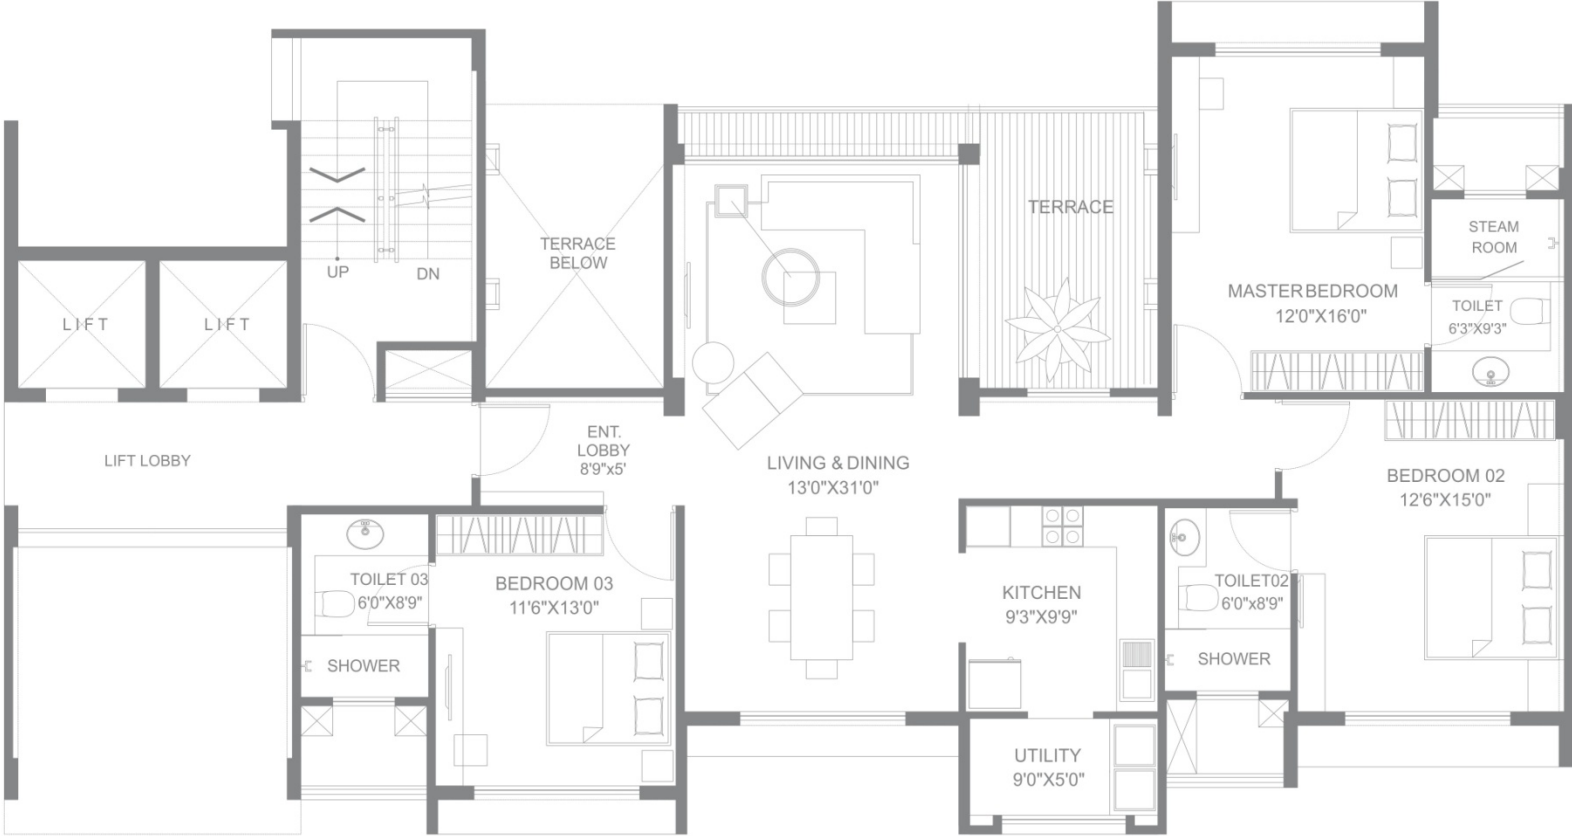 UP
DN
LIFT
LIFT
TERRACE
BELOW
TERRACE
STEAM
ROOM
MASTER BEDROOM
12'0"X16'0"
TOILET
6'3"X9'3"
LIFT LOBBY
ENT.
LOBBY
8'9"x5'
LIVING & DINING
13'0"X31'0"
BEDROOM 02
12'6"X15'0"
TOILET 03
6'0"X8'9"
BEDROOM 03
11'6"X13'0"
KITCHEN
9'3"X9'9"
TOILET02
6'0"x8'9"
SHOWER
SHOWER
UTILITY
9'0"X5'0"